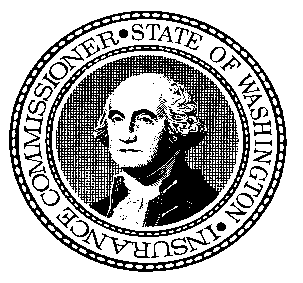 INSURANCE COMMISSIONER • STATE OF WASHINGTON •